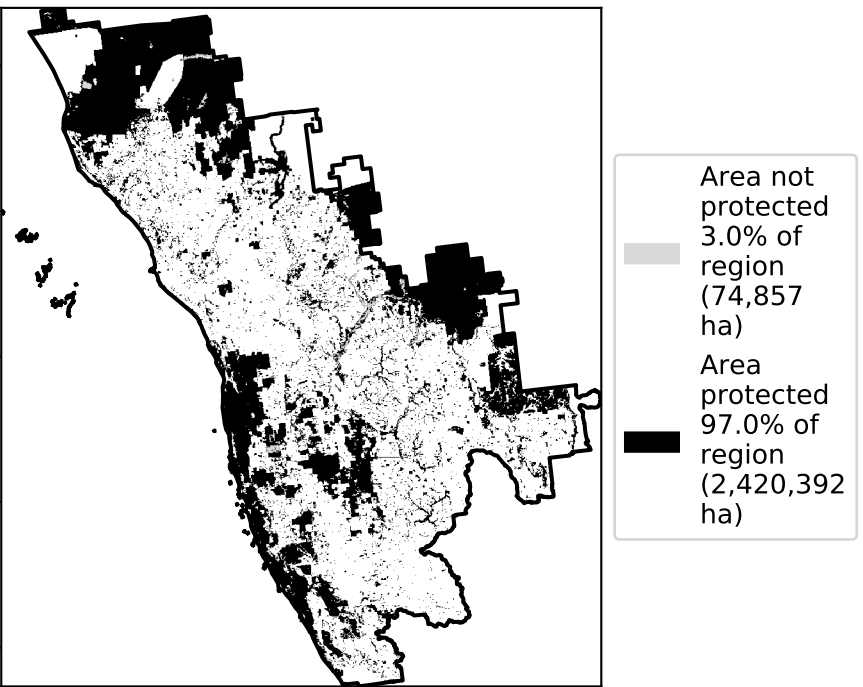 Area not
protected
3.0% of
region
(74,857
ha)
Area
protected
97.0% of
region
(2,420,392
ha)